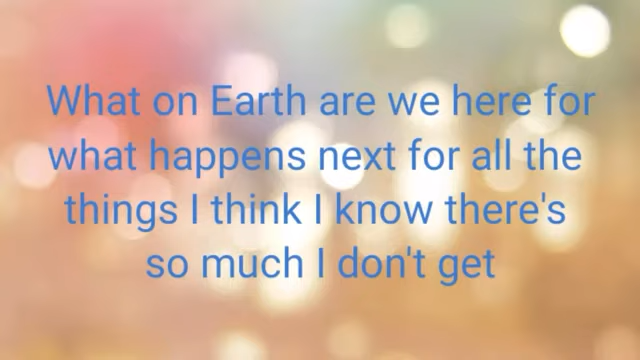 What on Earth are we here for
what happens next for all the
things I think I know there's
so much I don't get